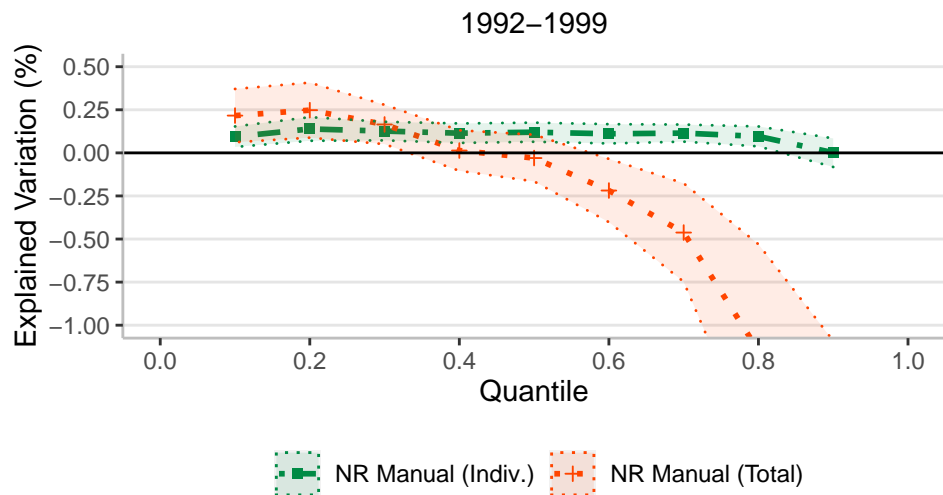 1992−1999
Explained Variation (%)
0.50
0.25
0.00
−0.25
−0.50
−0.75
−1.00
0.0 0.2 0.4 0.6 0.8 1.0
Quantile
NR Manual (Indiv.) NR Manual (Total)